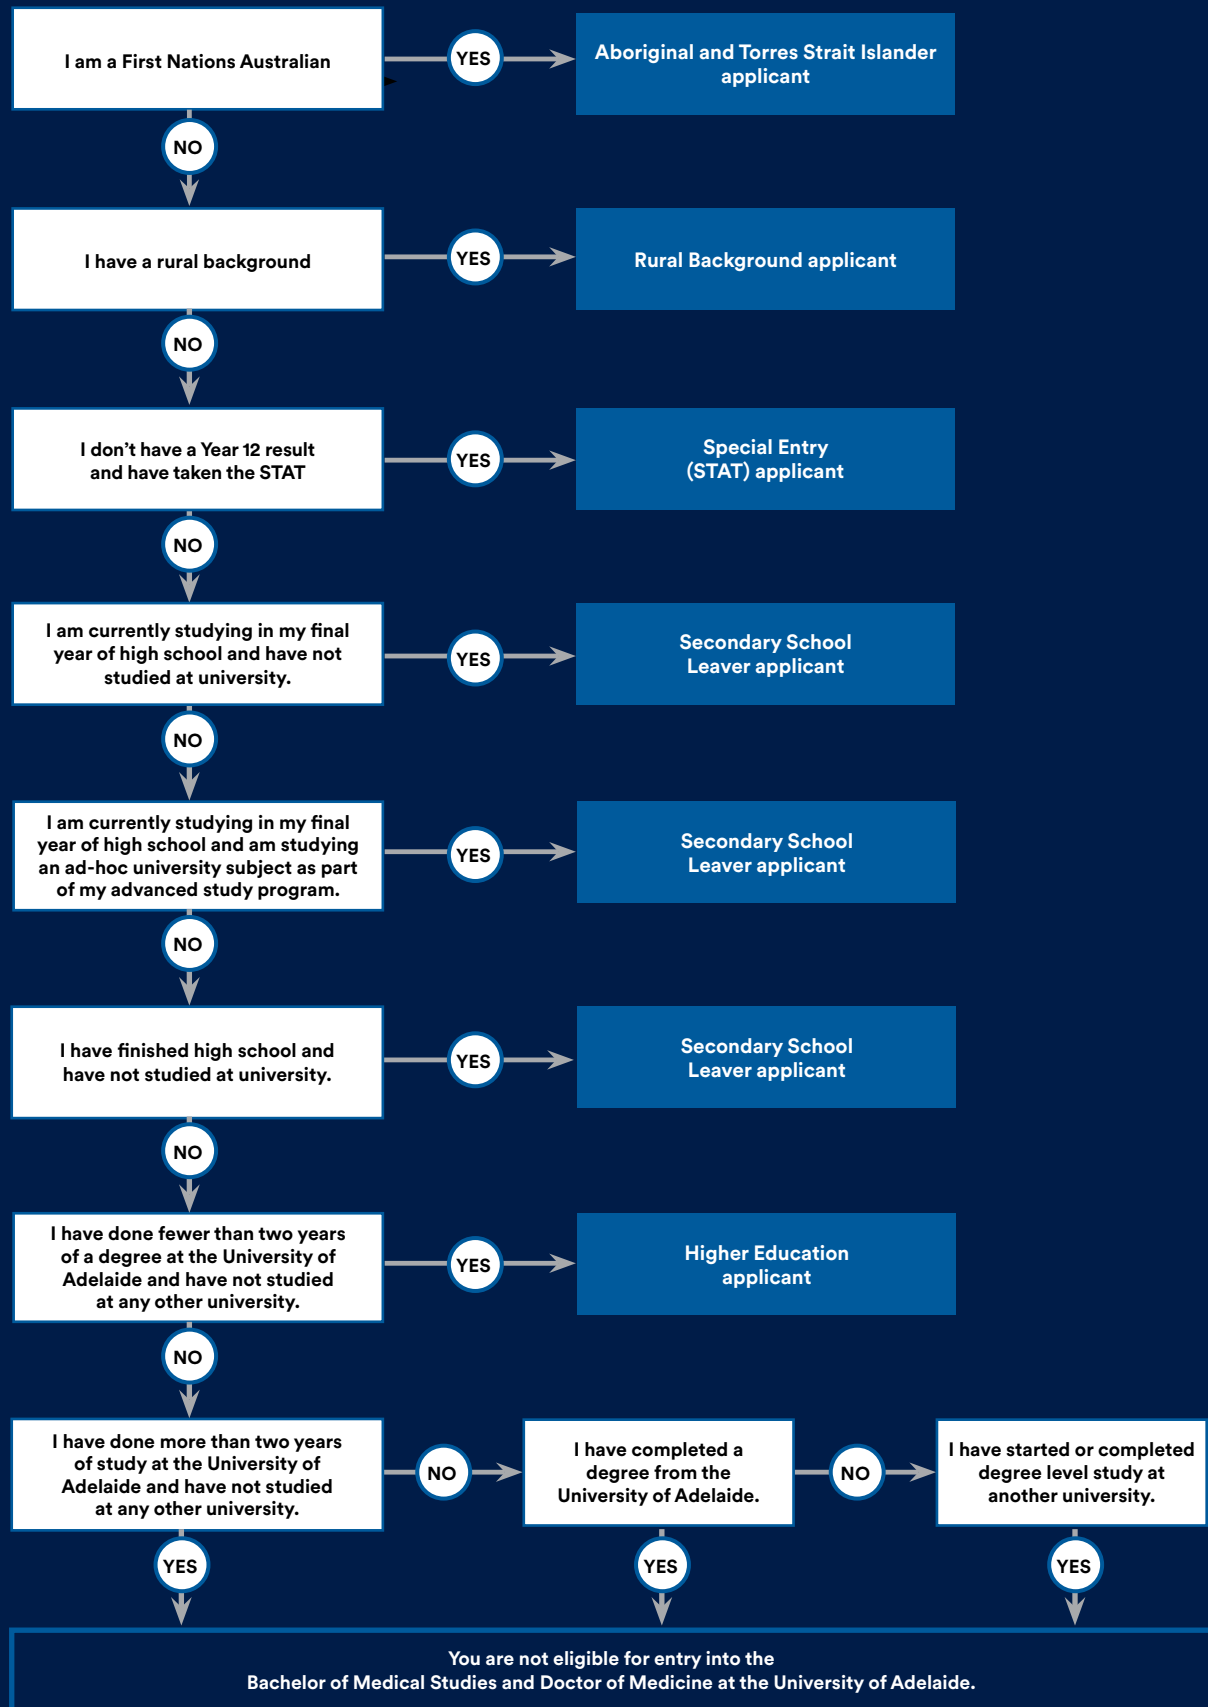 I am a First Nations Australian
YES
Aboriginal and Torres Strait Islander
applicant
NO
I have a rural background
YES
Rural Background applicant
NO
I don’t have a Year 12 result
and have taken the STAT
YES
Special Entry
(STAT) applicant
NO
I am currently studying in my final
year of high school and have not
studied at university.
YES
Secondary School
Leaver applicant
NO
I am currently studying in my final
year of high school and am studying
an ad-hoc university subject as part
of my advanced study program.
YES
Secondary School
Leaver applicant
NO
I have finished high school and
have not studied at university.
YES
Secondary School
Leaver applicant
NO
I have done fewer than two years
of a degree at the University of
Adelaide and have not studied
at any other university.
YES
Higher Education
applicant
NO
I have done more than two years
of study at the University of
Adelaide and have not studied
at any other university.
NO
I have completed a
degree from the
University of Adelaide.
NO
I have started or completed
degree level study at
another university.
YES
YES
YES
You are not eligible for entry into the
Bachelor of Medical Studies and Doctor of Medicine at the University of Adelaide.